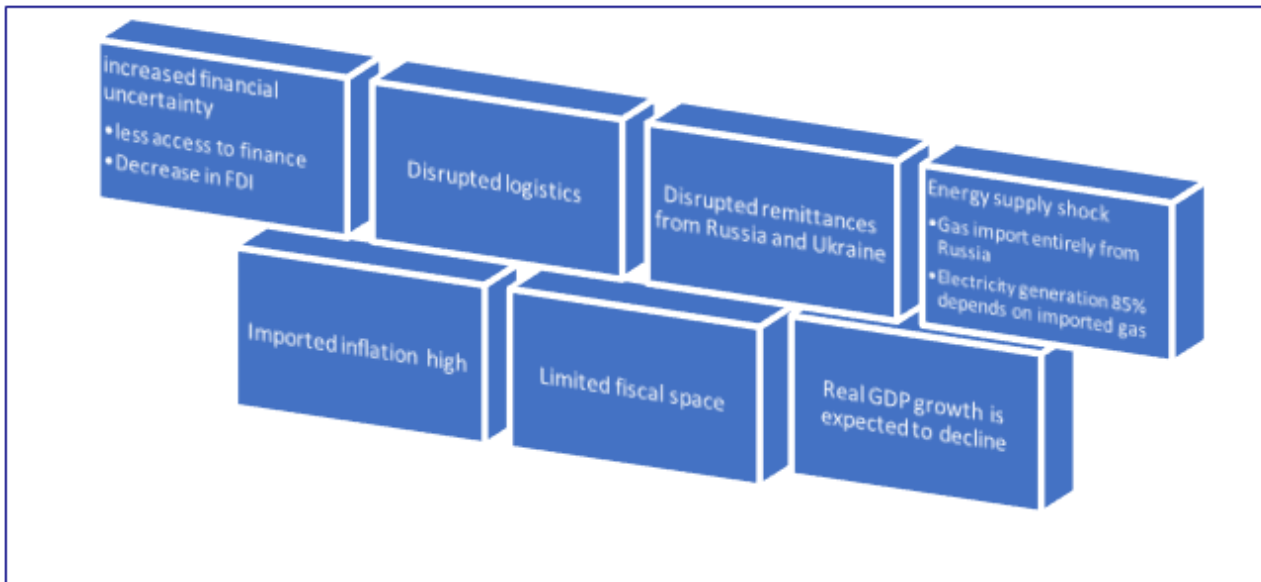 increased financial
uncertainty
•less access to finance
•Decrease in FDI
Disrupted logistics
Disrupted remittances
from Russia and Ukraine
Energy supply shock
•Gas import entirely from
Russia
•Electricity generation 85%
depends on imported gas
Imported inflation high
Limited fiscal space
Real GDP growth is
expected to decline